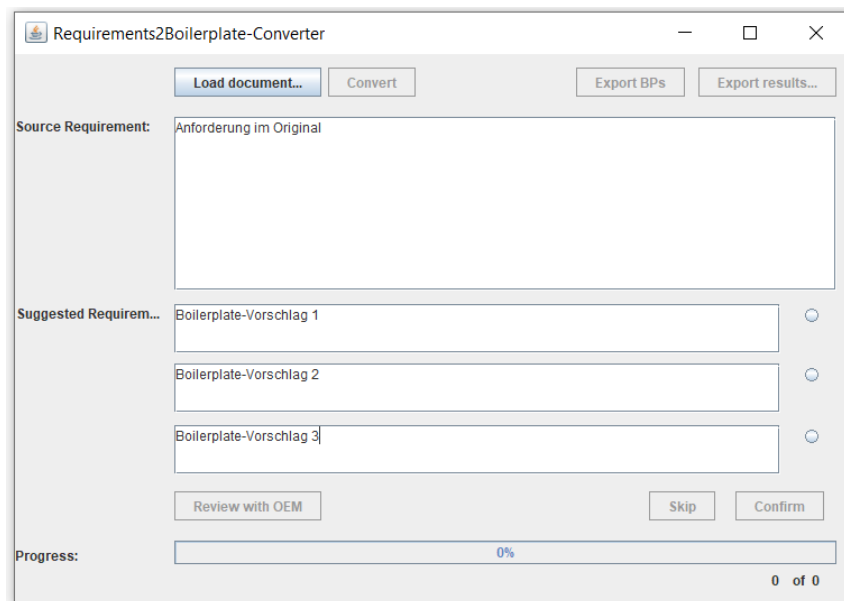 Requirements2Boilerplate-Converter
Load document... Convert Export BPs Export results...
Source Requirement: Anforderung im Original
Suggested Requirem... Boilerplate-Vorschlag 1
Boilerplate-Vorschlag 2
Boilerplate-Vorschlag 3
Review with OEM Skip Confirm
Progress: 0%
0 of 0